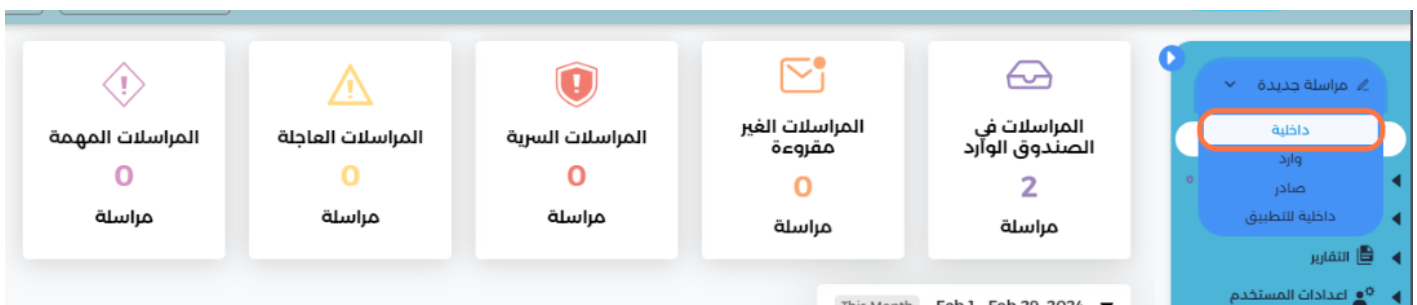 مراسلة جديدة
داخلية
وارد
صادر
داخلية للتطبيق
التقارير
اعدادات المستخدم
المراسلات في
الصندوق الوارد
2
مراسلة
المراسلات الغير
مقروءة
0
مراسلة
المراسلات السرية
0
مراسلة
المراسلات العاجلة
0
مراسلة
المراسلات المهمة
0
مراسلة
This Month Feb 1 - Feb 29, 2024